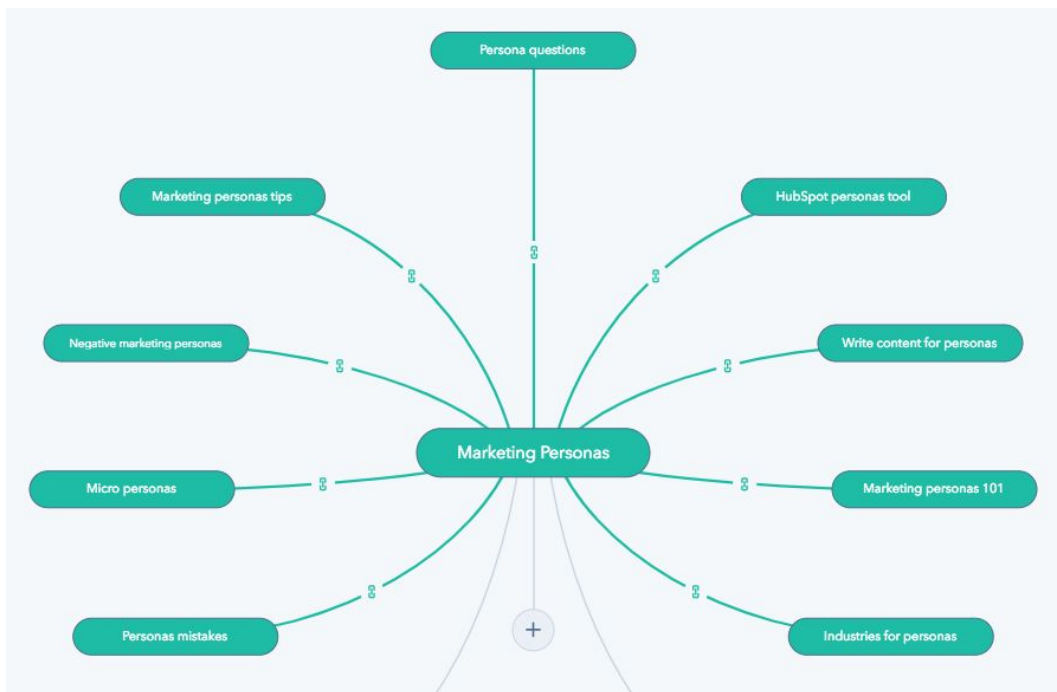 Persona questions
Marketing personas tips
HubSpot personas tool
Negative marketing personas
Write content for personas
Marketing Personas
Micro personas
Marketing personas 101
Personas mistakes
Industries for personas